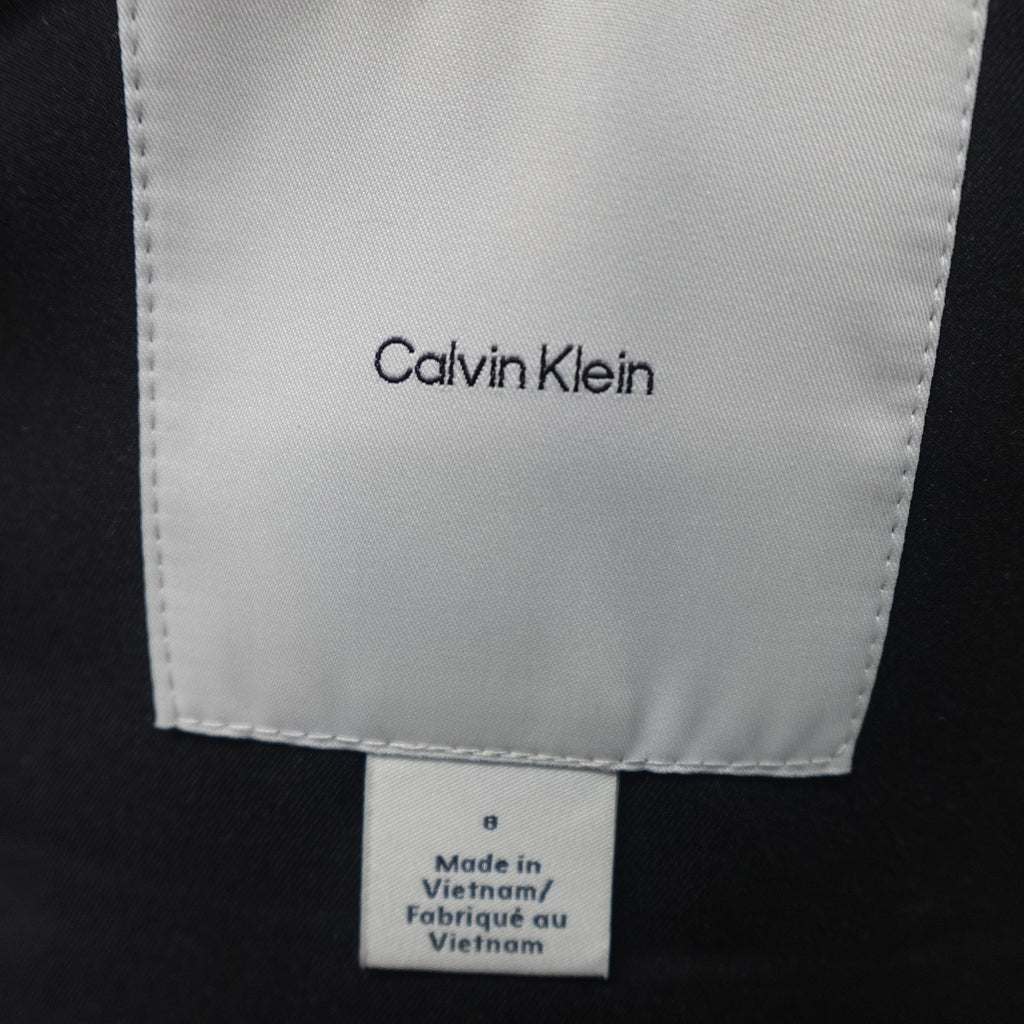 Calvin Klein
8
Made in
Vietnam/
Fabriqué au
Vietnam